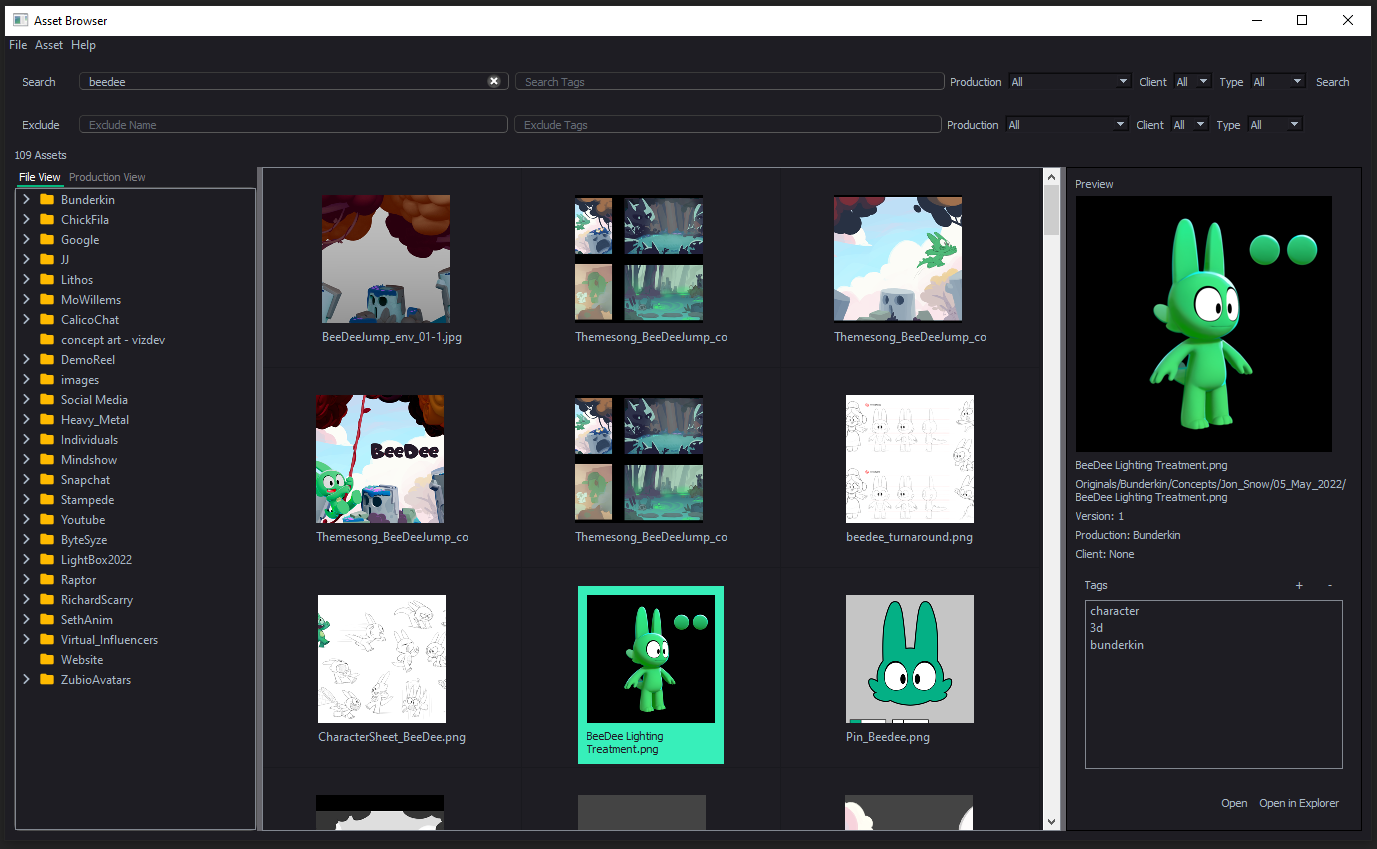 Asset Browser
File Asset Help
Search beedee Search Tags Production All Client All Type All Search
Exclude Exclude Name Exclude Tags Production All Client All Type All
109 Assets
File View Production View
Bunderkin
ChickFila
Google
JJ
Lithos
MoWillems
CalicoChat
concept art - vizdev
DemoReel
images
Social Media
Heavy_Metal
Individuals
Mindshow
Snapchat
Stampede
Youtube
ByteSyze
LightBox2022
Raptor
RichardScarry
SethAnim
Virtual_Influencers
Website
ZubioAvatars
BeeDeeJump_env_01-1.jpg
Themesong_BeeDeeJump_co
Themesong_BeeDeeJump_co
BeeDee
Themesong_BeeDeeJump_co
Themesong_BeeDeeJump_co
beedee_turnaround.png
CharacterSheet_BeeDee.png
BeeDee Lighting
Treatment.png
Pin_Beedee.png
Preview
BeeDee Lighting Treatment.png
Originals/Bunderkin/Concepts/Jon_Snow/05_May_2022/
BeeDee Lighting Treatment.png
Version: 1
Production: Bunderkin
Client: None
Tags + -
character
3d
bunderkin
Open Open in Explorer